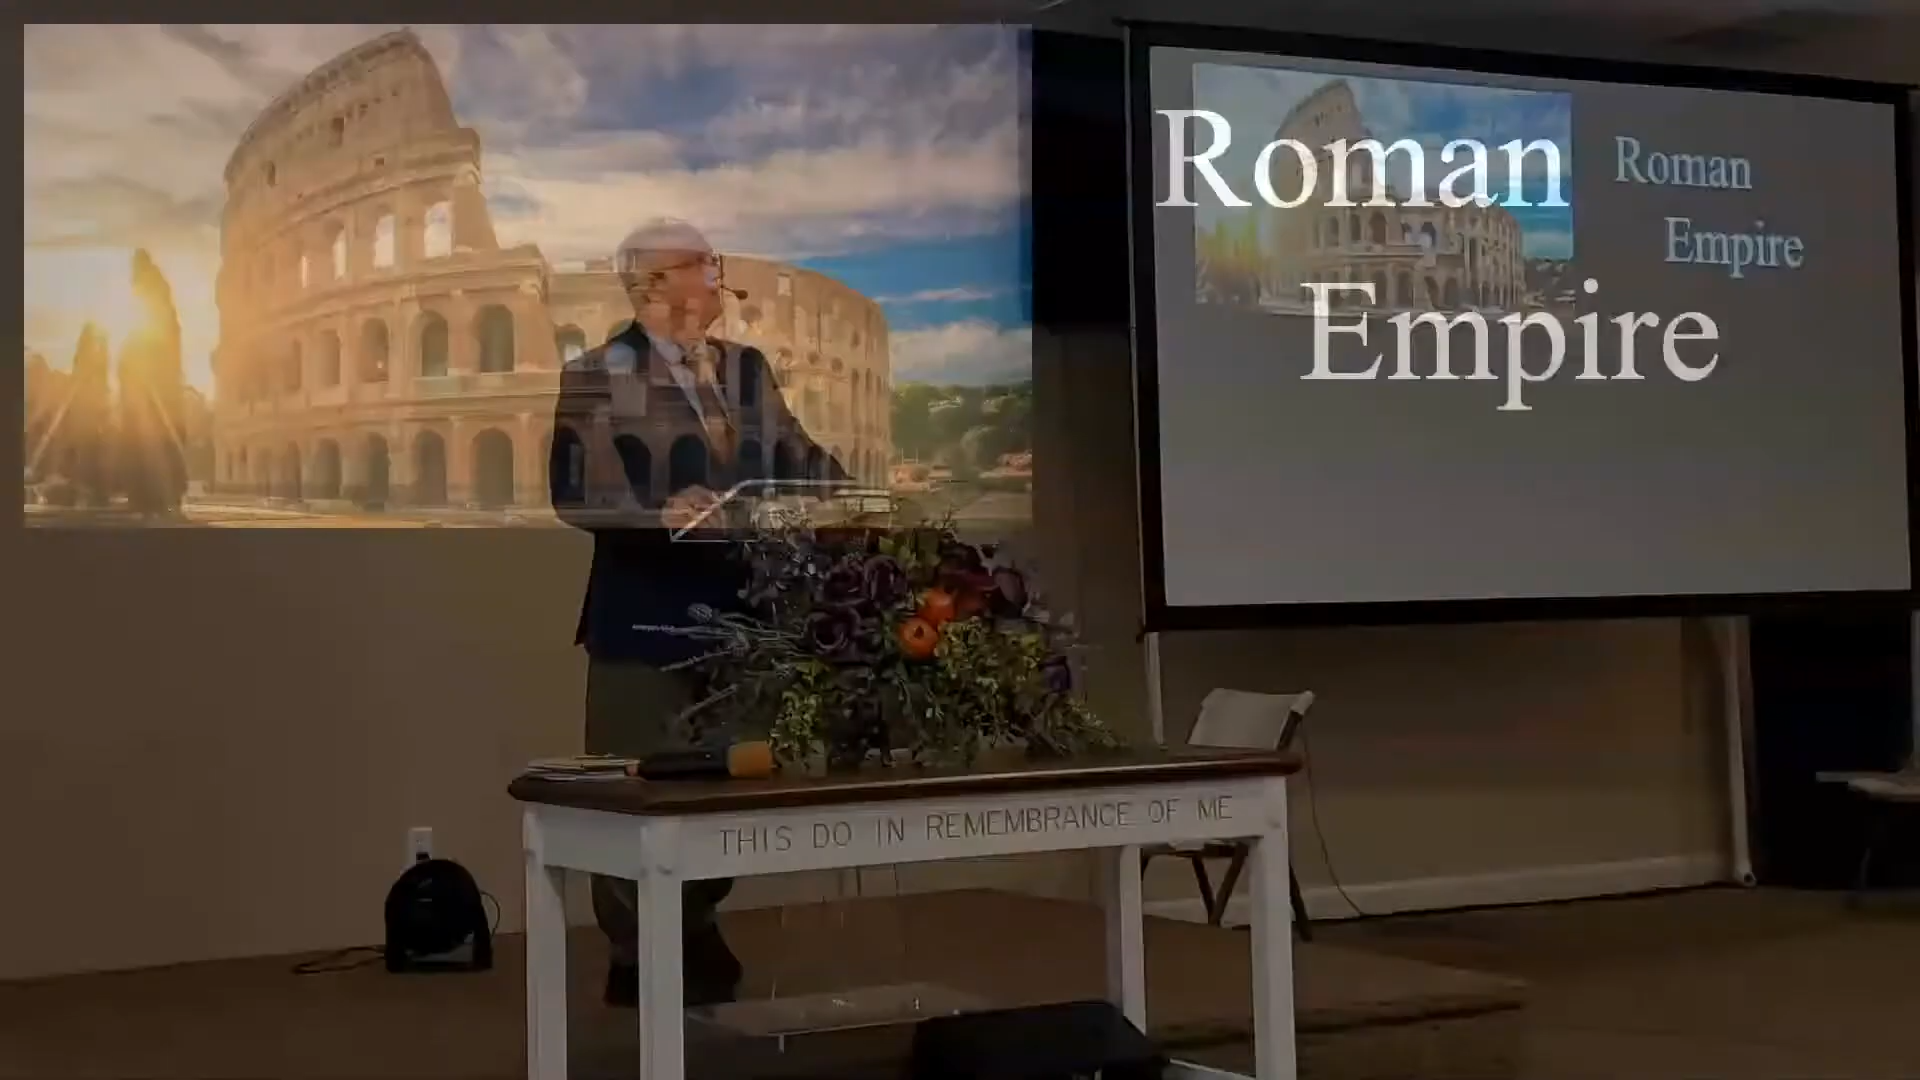 Roman
Empire
Roman
Empire
THIS DO IN REMEMBRANCE OF ME